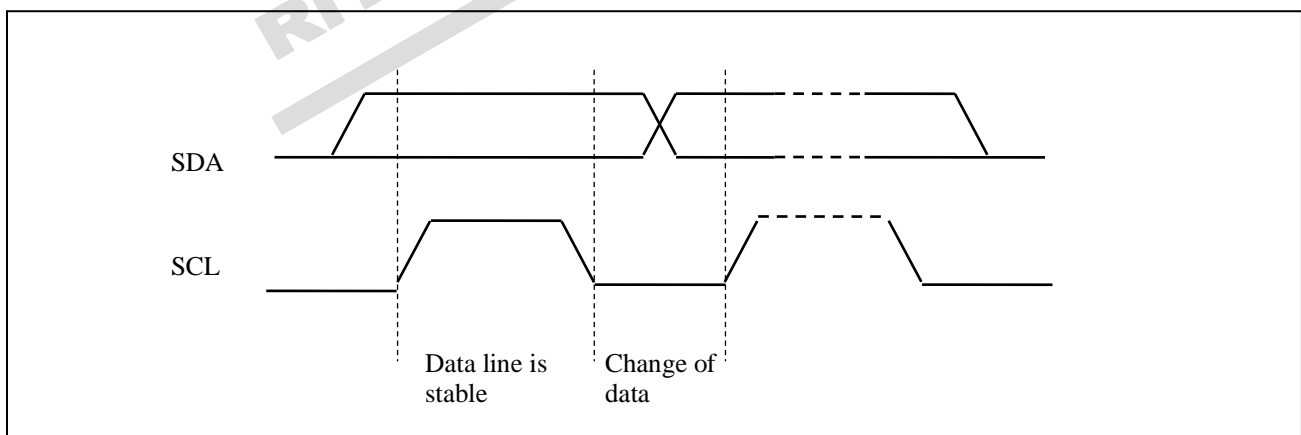 SDA
SCL
Data line is
stable
Change of
data